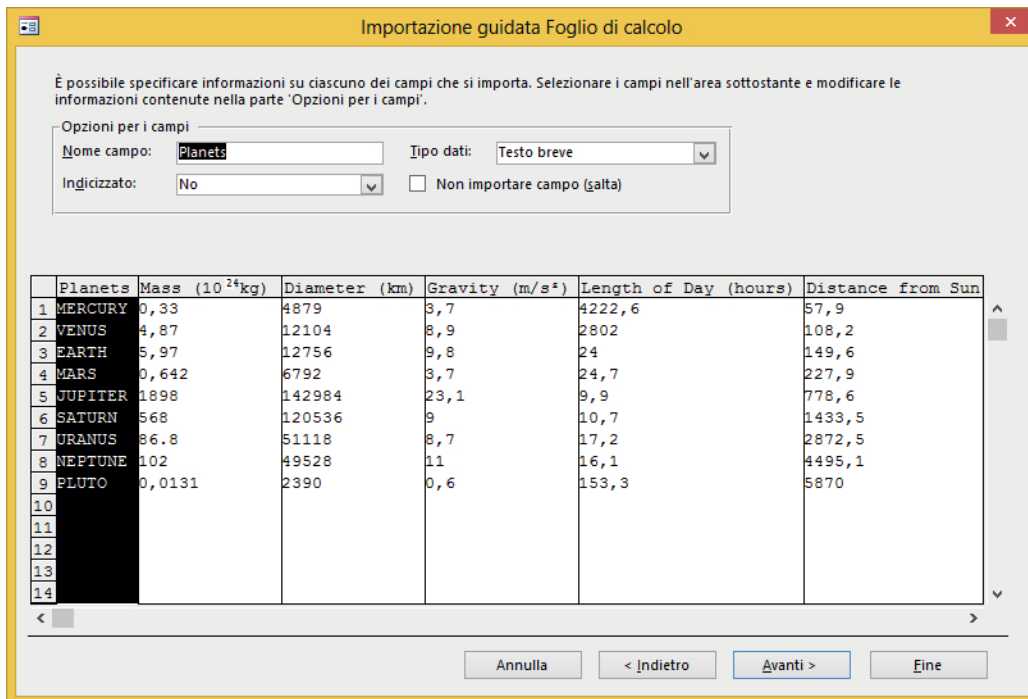 Importazione guidata Foglio di calcolo
È possibile specificare informazioni su ciascuno dei campi che si importa. Selezionare i campi nell'area sottostante e modificare le
informazioni contenute nella parte 'Opzioni per i campi'.
Opzioni per i campi
Nome campo: Planets Tipo dati: Testo breve
Indicizzato: No Non importare campo (salta)
Planets Mass (10²⁴kg) Diameter (km) Gravity (m/s²) Length of Day (hours) Distance from Sun
1 MERCURY 0,33 4879 3,7 4222,6 57,9
2 VENUS 4,87 12104 8,9 2802 108,2
3 EARTH 5,97 12756 9,8 24 149,6
4 MARS 0,642 6792 3,7 24,7 227,9
5 JUPITER 1898 142984 23,1 9,9 778,6
6 SATURN 568 120536 9 10,7 1433,5
7 URANUS 86.8 51118 8,7 17,2 2872,5
8 NEPTUNE 102 49528 11 16,1 4495,1
9 PLUTO 0,0131 2390 0,6 153,3 5870
10
11
12
13
14
Annulla < Indietro Avanti > Fine